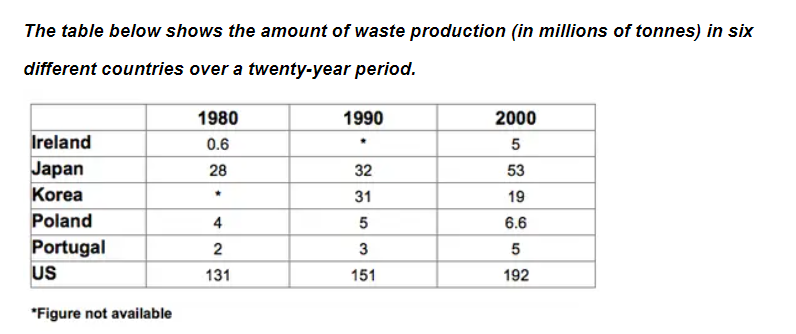 The table below shows the amount of waste production (in millions of tonnes) in six
different countries over a twenty-year period.
1980 1990 2000
Ireland 0.6 * 5
Japan 28 32 53
Korea * 31 19
Poland 4 5 6.6
Portugal 2 3 5
US 131 151 192
*Figure not available